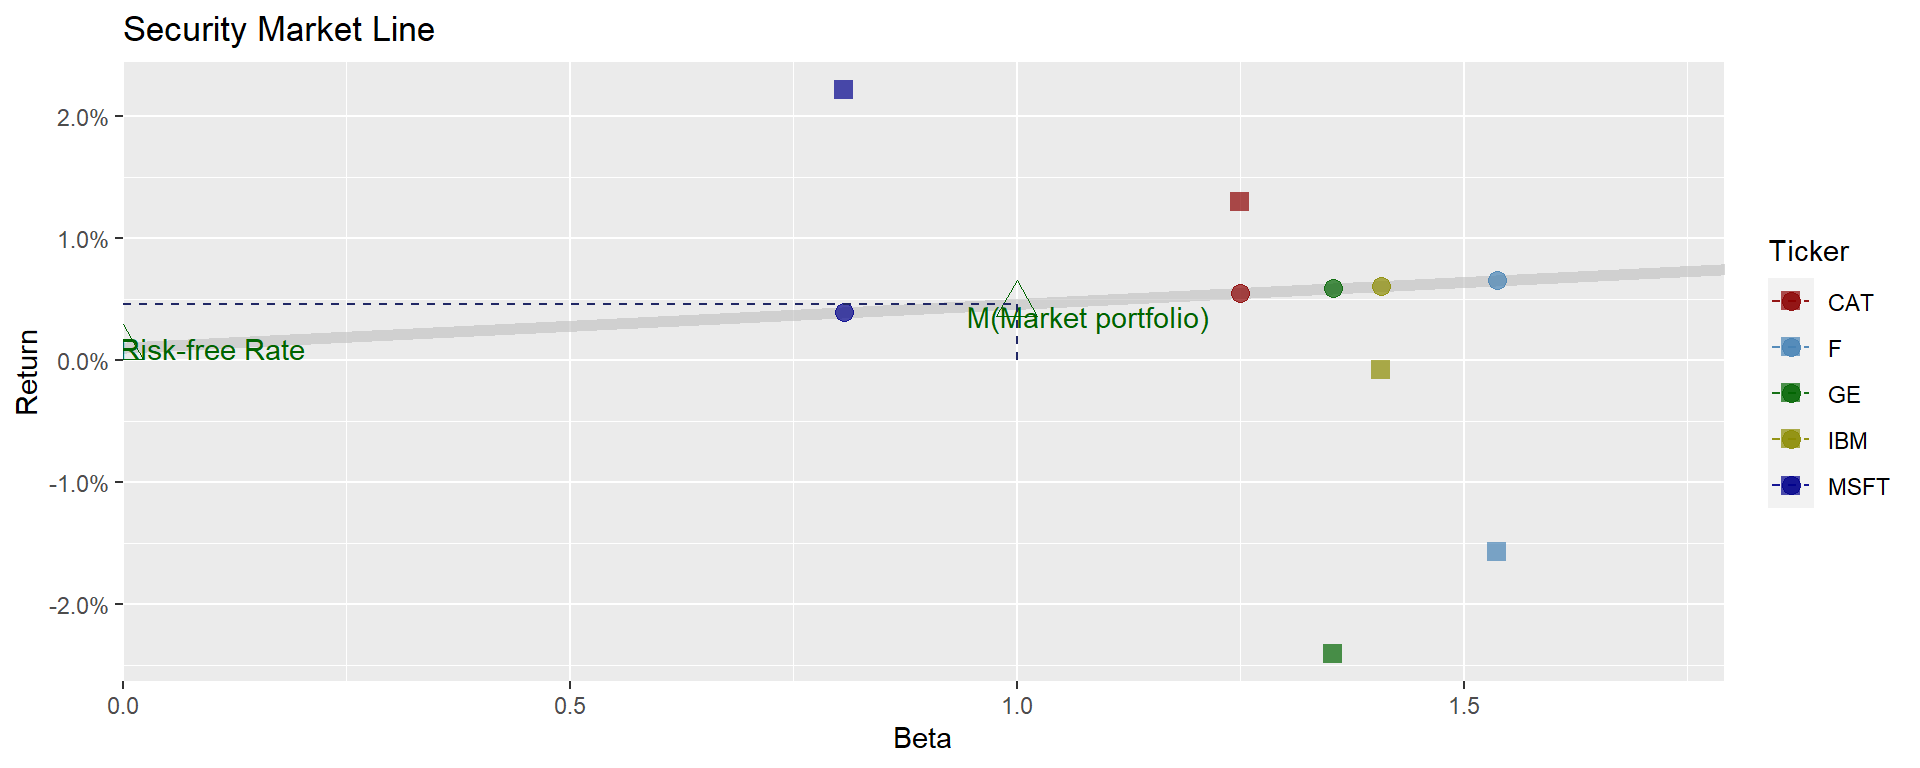 Security Market Line
2.0%
1.0%
0.0%
-1.0%
-2.0%
Return
Risk-free Rate
M(Market portfolio)
0.0
0.5
1.0
1.5
Beta
Ticker
CAT
F
GE
IBM
MSFT